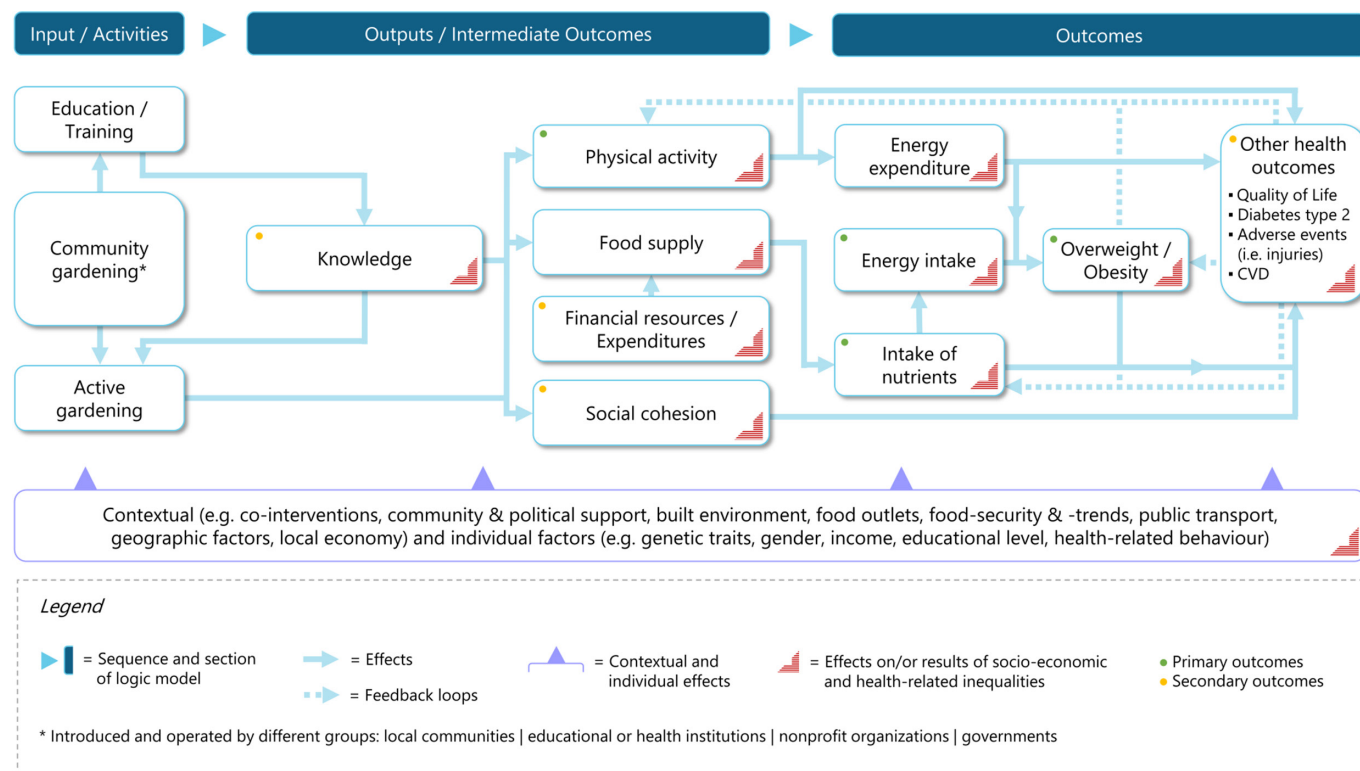 Input / Activities
Outputs / Intermediate Outcomes
Outcomes
Education /
Training
Community
gardening*
Active
gardening
Knowledge
Physical activity
Food supply
Financial resources /
Expenditures
Social cohesion
Energy
expenditure
Energy intake
Intake of
nutrients
Overweight /
Obesity
Other health
outcomes
▪ Quality of Life
▪ Diabetes type 2
▪ Adverse events
(i.e. injuries)
▪ CVD
Contextual (e.g. co-interventions, community & political support, built environment, food outlets, food-security & -trends, public transport,
geographic factors, local economy) and individual factors (e.g. genetic traits, gender, income, educational level, health-related behaviour)
Legend
= Sequence and section
of logic model
= Effects
= Feedback loops
= Contextual and
individual effects
= Effects on/or results of socio-economic
and health-related inequalities
Primary outcomes
Secondary outcomes
* Introduced and operated by different groups: local communities | educational or health institutions | nonprofit organizations | governments